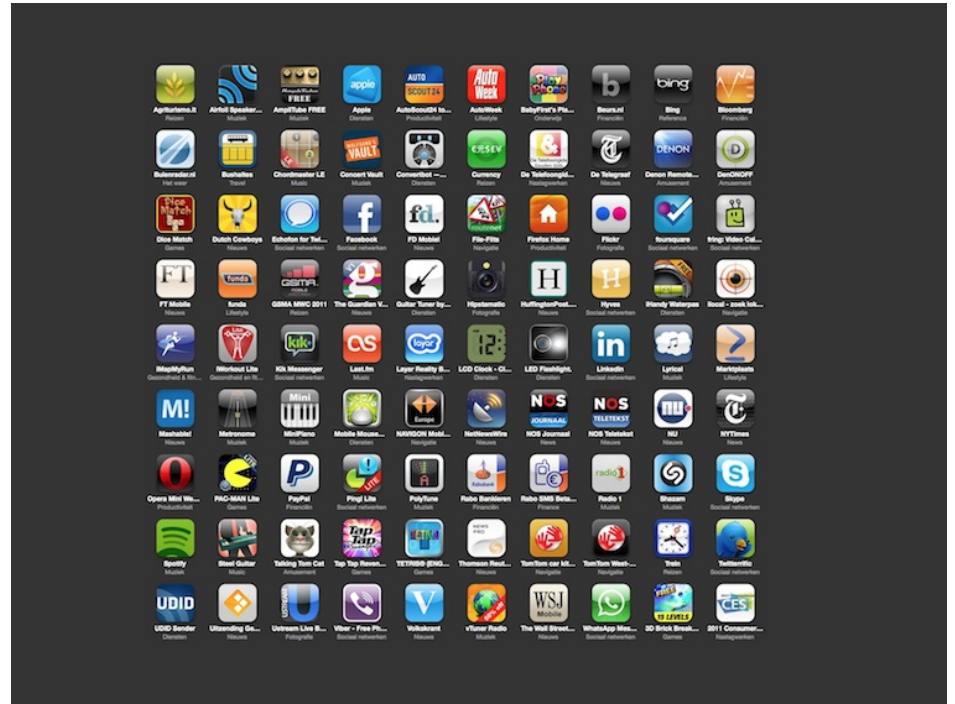 Agriturismo.it Airfoil Speaker... AmpliTube FREE Appie AutoScout24 to... AutoWeek BabyFirst's Pla... Beurs.nl Bing Bloomberg
Reizen Muziek Muziek Diensten Productiviteit Lifestyle Onderwijs Financiën Reference Financiën
Buienradar.nl Bushaltes Chordmaster LE Concert Vault Convertbot —... Currency De Telefoongid... De Telegraaf Denon Remote... DenONOFF
Het weer Travel Music Muziek Diensten Reizen Naslagwerken Nieuws Amusement Amusement
Dice Match Dutch Cowboys Echofon for Twi... Facebook FD Mobiel File-Flits Firefox Home Flickr foursquare fring: Video Cal...
Games Nieuws Sociaal netwerken Sociaal netwerken Nieuws Navigatie Productiviteit Fotografie Sociaal netwerken Sociaal netwerken
FT Mobile funda GSMA MWC 2011 The Guardian V... Guitar Tuner by... Hipstamatic HuffingtonPost.... Hyves iHandy Waterpas ilocal - zoek lok...
Nieuws Lifestyle Reizen Nieuws Diensten Fotografie Nieuws Sociaal netwerken Diensten Navigatie
iMapMyRun iWorkout Lite Kik Messenger Last.fm Layar Reality B... LCD Clock - Cl... LED Flashlight. LinkedIn Lyrical Marktplaats
Gezondheid & fitn... Gezondheid en fit... Sociaal netwerken Music Naslagwerken Diensten Diensten Sociaal netwerken Muziek Lifestyle
Mashable! Metronome MiniPiano Mobile Mouse... NAVIGON Mobi... NetNewsWire NOS Journaal NOS Teletekst NU NYTimes
Nieuws Muziek Muziek Diensten Navigatie Nieuws News Nieuws Nieuws News
Opera Mini We... PAC-MAN Lite PayPal Ping! Lite PolyTune Rabo Bankieren Rabo SMS Beta... Radio 1 Shazam Skype
Productiviteit Games Financiën Sociaal netwerken Muziek Financiën Finance Muziek Muziek Sociaal netwerken
Spotify Steel Guitar Talking Tom Cat Tap Tap Reven... TETRIS® (ENG... Thomson Reut... TomTom car kit... TomTom West-... Trein Twitterrific
Muziek Music Amusement Games Games Nieuws Navigatie Navigatie Reizen Sociaal netwerken
UDID Sender Uitzending Ge... Ustream Live B... Viber - Free Ph... Volkskrant vTuner Radio The Wall Street... WhatsApp Mes... 3D Brick Break... 2011 Consumer...
Diensten Nieuws Fotografie Sociaal netwerken Nieuws Muziek Nieuws Sociaal netwerken Games Naslagwerken